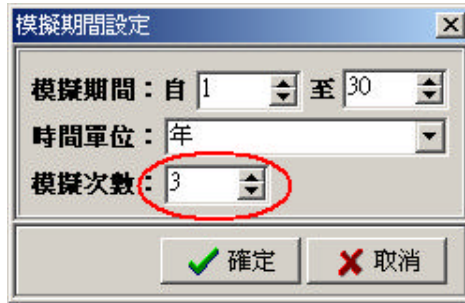 模擬期間設定
模擬期間：自 1 至 30
時間單位：年
模擬次數：3
確定 取消